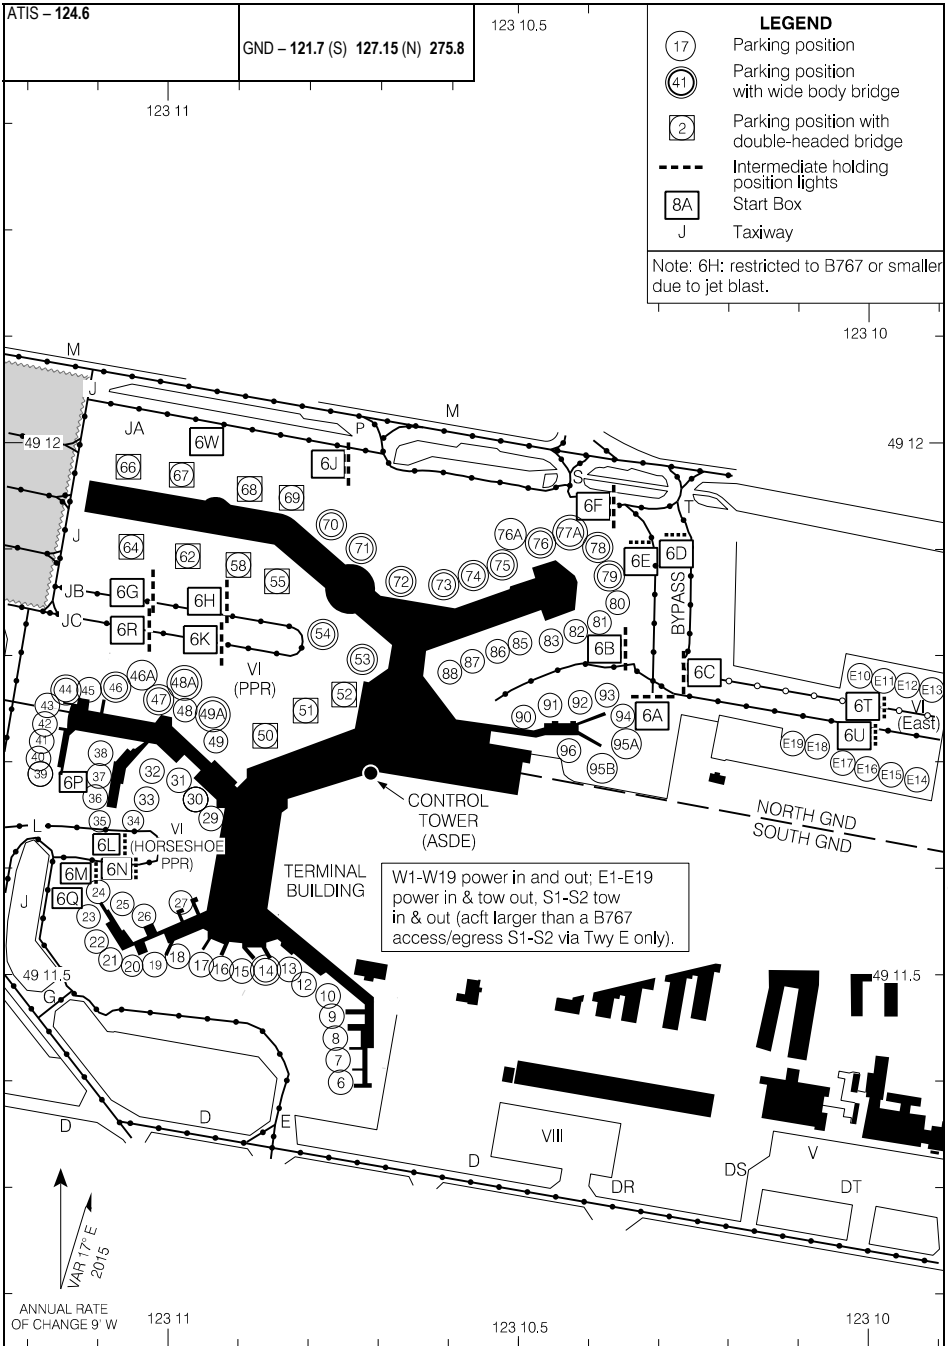 ATIS – 124.6
GND – 121.7 (S) 127.15 (N) 275.8
123 10.5
123 11
LEGEND
17 Parking position
41 Parking position
with wide body bridge
2 Parking position with
double-headed bridge
Intermediate holding
position lights
8A Start Box
J Taxiway
Note: 6H: restricted to B767 or smaller
due to jet blast.
123 10
M
J
M
P
JA
6W
6J
49 12
49 12
66
67
68
69
S
6F
T
70
71
76A
76
77A
78
J
64
62
58
55
72
73
74
75
79
80
6E
6D
BYPASS
JB
6G
6H
JC
6R
6K
54
53
52
51
50
VI
(PPR)
88
87
86
85
83
82
81
6B
6C
6A
E10
E11
E12
E13
6T
VI
(East)
6U
E19
E18
E17
E16
E15
E14
90
91
92
93
94
95A
95B
96
44
45
46
46A
47
48A
48
49A
49
43
42
41
40
39
6P
38
37
36
35
34
33
32
31
30
29
VI
(HORSESHOE
PPR)
L
6L
6M
6N
6Q
J
24
25
26
27
23
22
21
20
19
18
17
16
15
14
13
12
10
9
8
7
6
CONTROL
TOWER
(ASDE)
NORTH GND
SOUTH GND
TERMINAL
BUILDING
W1-W19 power in and out; E1-E19
power in & tow out, S1-S2 tow
in & out (acft larger than a B767
access/egress S1-S2 via Twy E only).
49 11.5
49 11.5
G
D
D
E
D
VIII
DR
DS
V
DT
VAR 17° E
2015
ANNUAL RATE
OF CHANGE 9' W
123 11
123 10.5
123 10